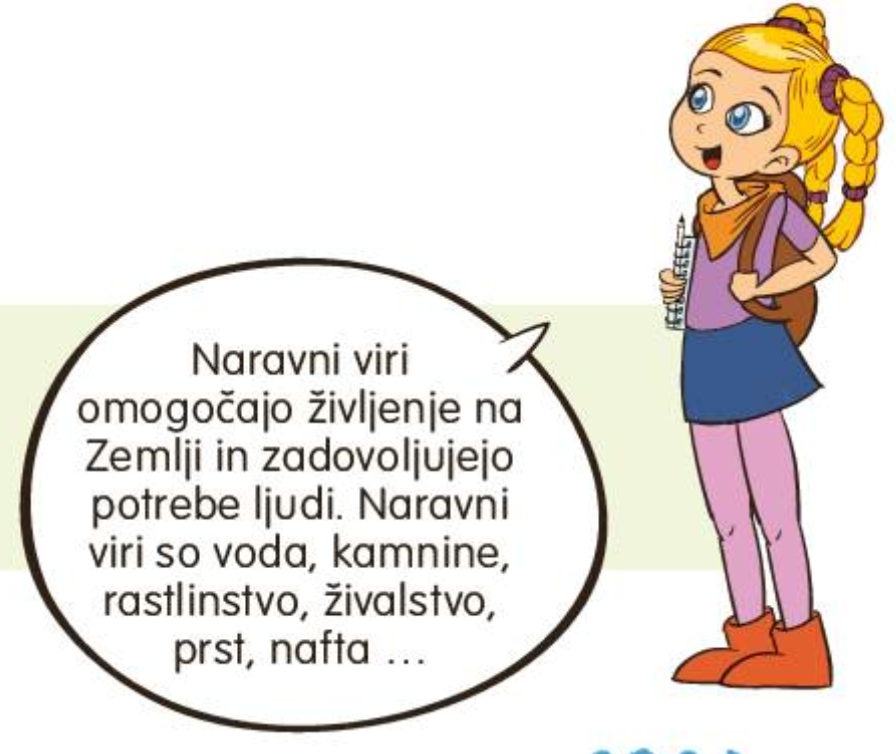 Naravni viri
omogočajo življenje na
Zemlji in zadovoljujejo
potrebe ljudi. Naravni
viri so voda, kamnine,
rastlinstvo, živalstvo,
prst, nafta ...